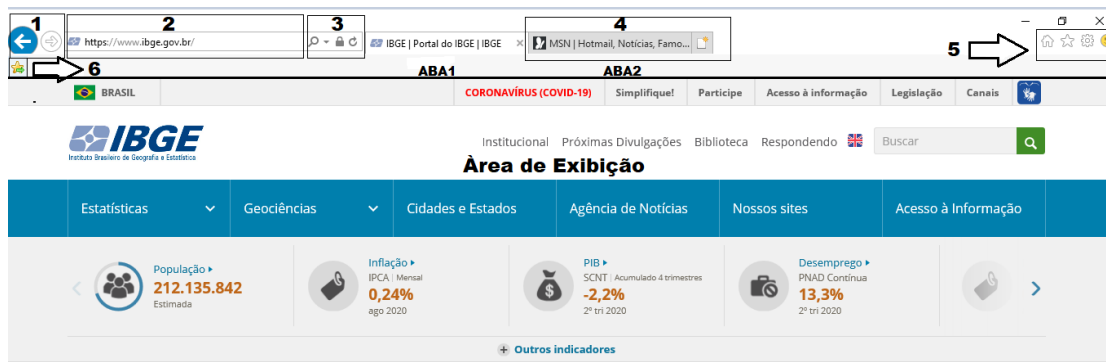 1 2 3 4
https://www.ibge.gov.br/ IBGE | Portal do IBGE | IBGE MSN | Hotmail, Notícias, Famo...
5
6 ABA1 ABA2
BRASIL CORONAVÍRUS (COVID-19) Simplifique! Participe Acesso à informação Legislação Canais
IBGE
Instituto Brasileiro de Geografia e Estatística
Institucional Próximas Divulgações Biblioteca Respondendo Buscar
Àrea de Exibição
Estatísticas Geociências Cidades e Estados Agência de Notícias Nossos sites Acesso à Informação
População Inflação PIB Desemprego
212.135.842 IPCA | Mensal SCNT | Acumulado 4 trimestres PNAD Contínua
Estimada 0,24% -2,2% 13,3%
ago 2020 2º tri 2020 2º tri 2020
Outros indicadores